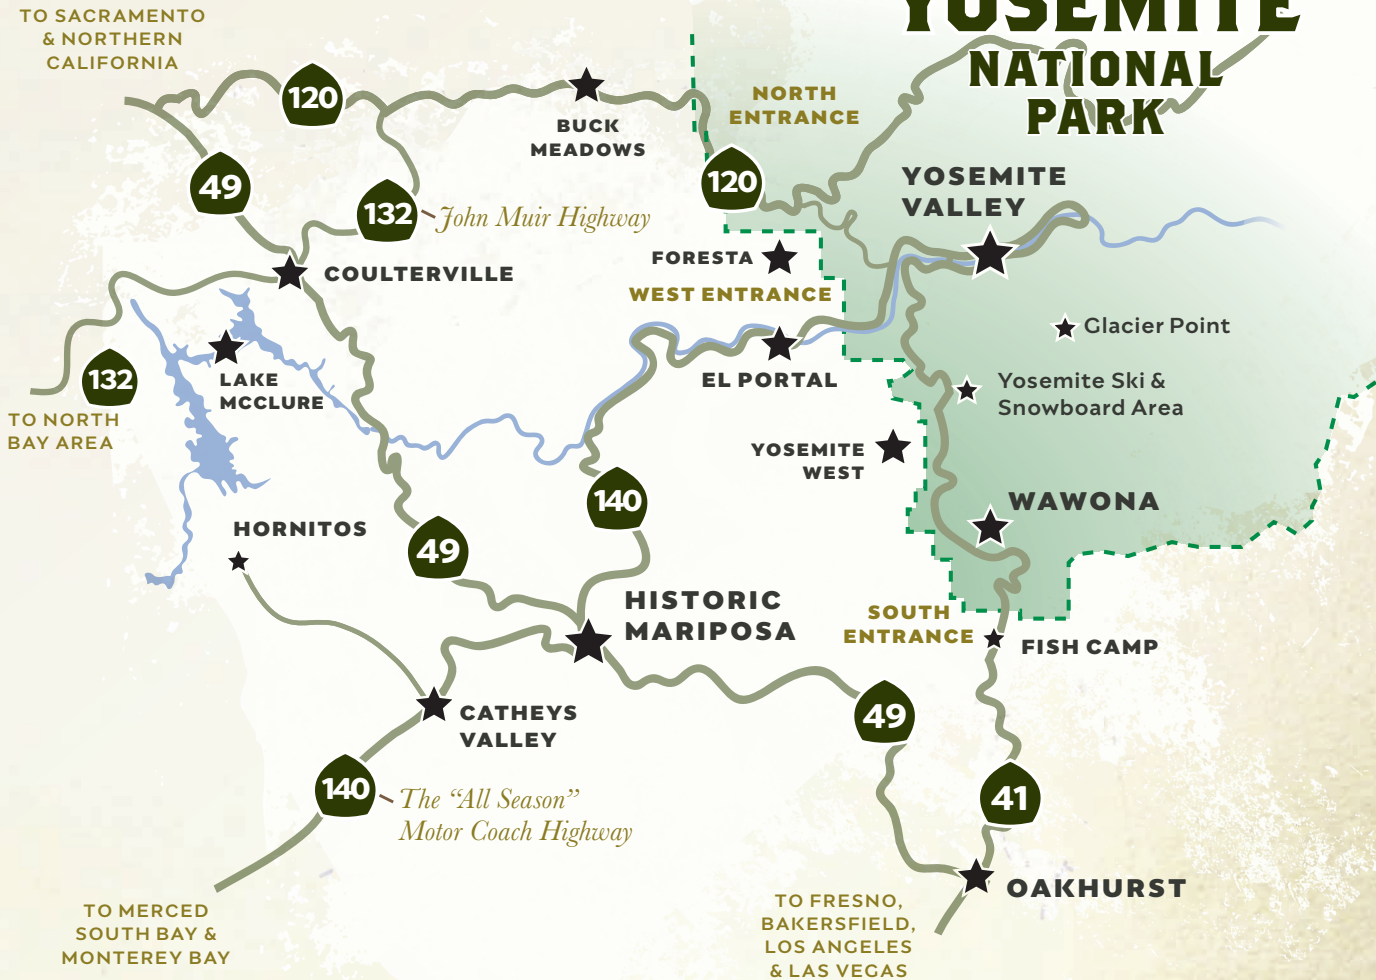 TO SACRAMENTO
& NORTHERN
CALIFORNIA
YOSEMITE
NATIONAL
PARK
120
BUCK
MEADOWS
NORTH
ENTRANCE
120
49
132
John Muir Highway
YOSEMITE
VALLEY
FORESTA
WEST ENTRANCE
COULTERVILLE
Glacier Point
LAKE
MCCLURE
132
TO NORTH
BAY AREA
EL PORTAL
Yosemite Ski &
Snowboard Area
YOSEMITE
WEST
140
WAWONA
HORNITOS
49
HISTORIC
MARIPOSA
SOUTH
ENTRANCE
FISH CAMP
CATHEYS
VALLEY
49
140
The “All Season”
Motor Coach Highway
41
OAKHURST
TO MERCED
SOUTH BAY &
MONTEREY BAY
TO FRESNO,
BAKERSFIELD,
LOS ANGELES
& LAS VEGAS